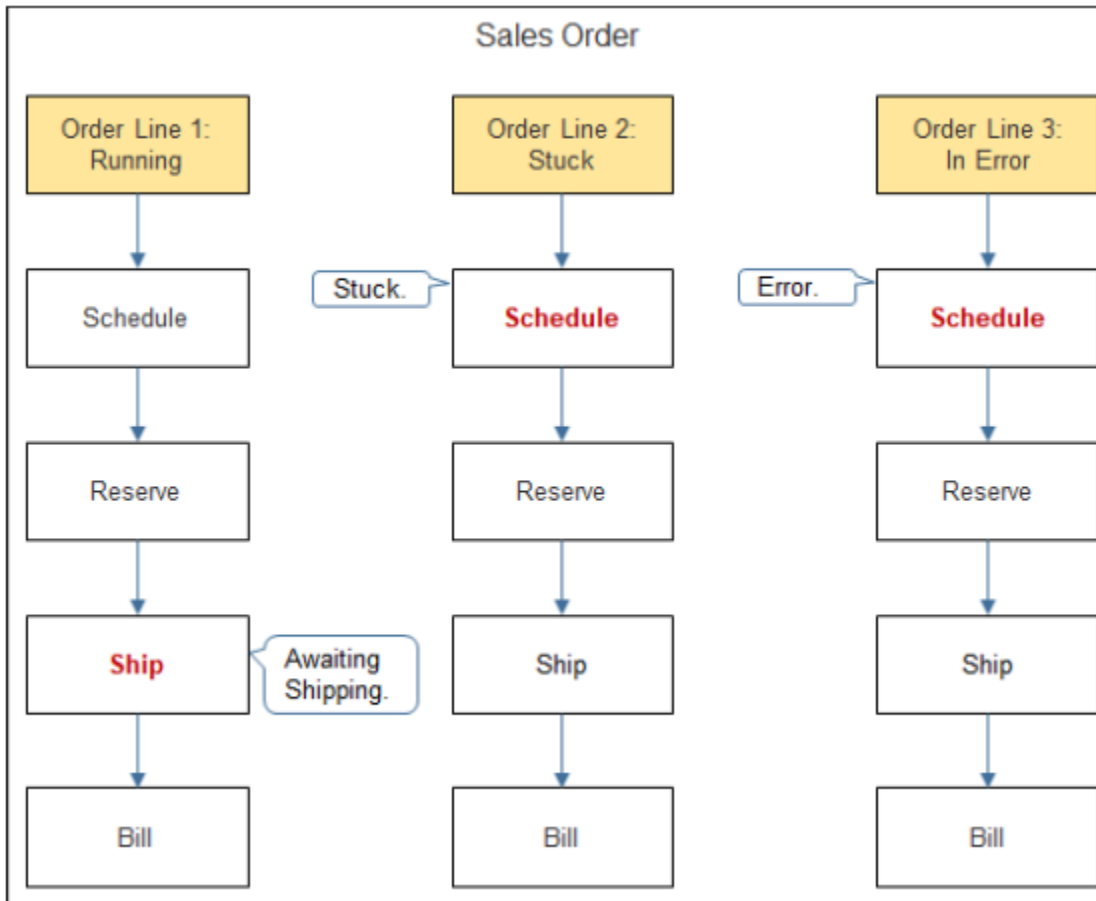 Sales Order
Order Line 1:
Running
Schedule
Reserve
Ship
Awaiting
Shipping.
Bill
Order Line 2:
Stuck
Stuck.
Schedule
Reserve
Ship
Bill
Order Line 3:
In Error
Error.
Schedule
Reserve
Ship
Bill